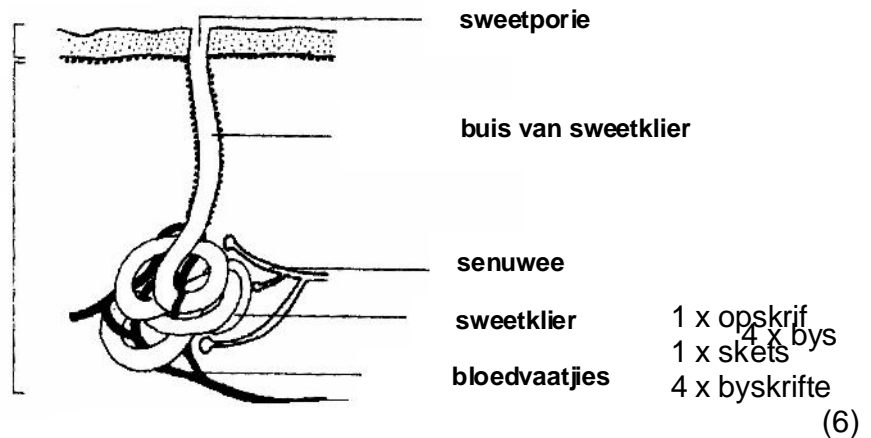 sweetporie
buis van sweetklier
senuwee
sweetklier
bloedvaatjies
1 x opskrif
4 x bys
1 x skets
4 x byskrifte
(6)